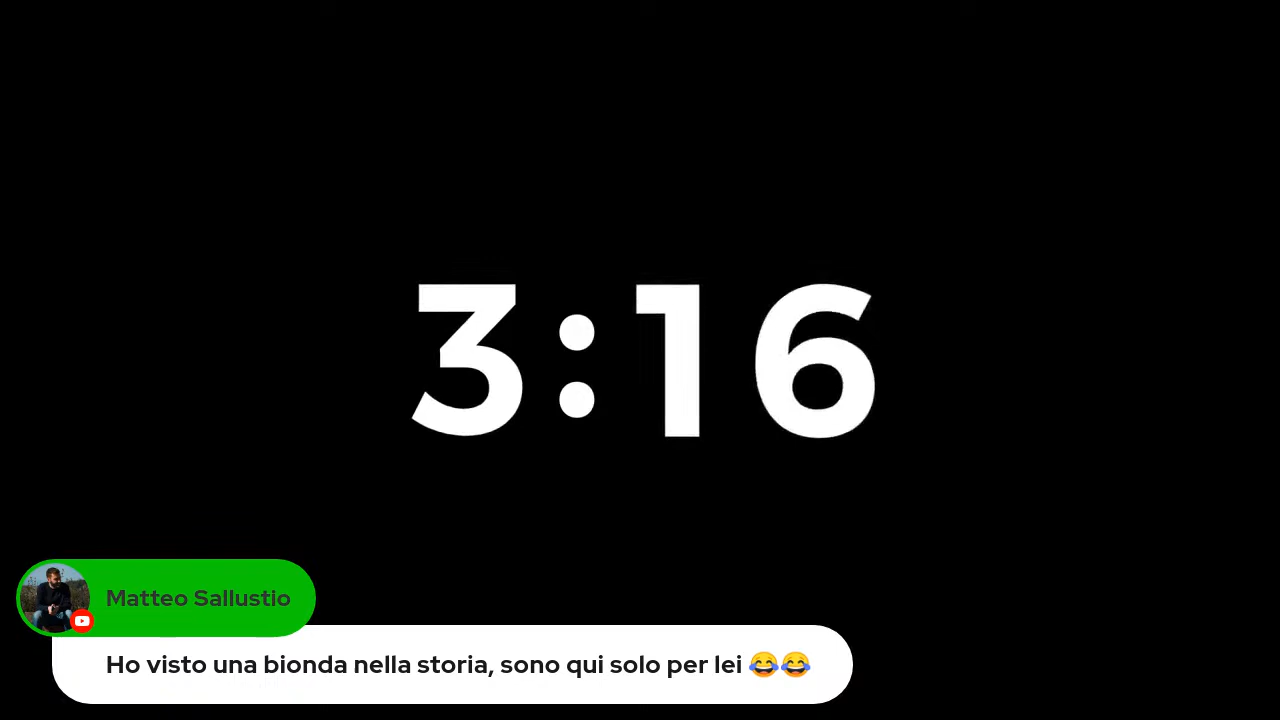 3:16
Matteo Sallustio
Ho visto una bionda nella storia, sono qui solo per lei 😂😂